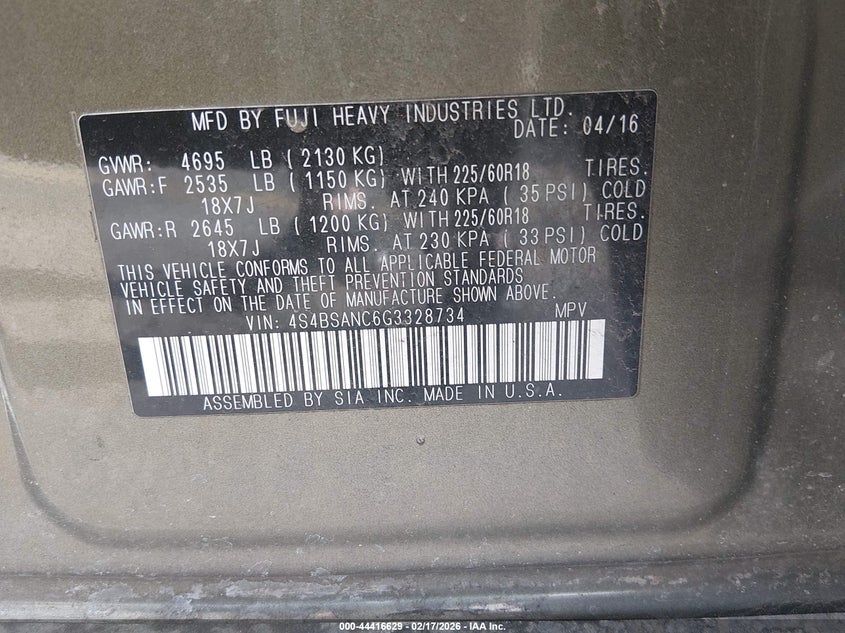 MFD BY FUJI HEAVY INDUSTRIES LTD.
DATE: 04/16
GVWR: 4695 LB ( 2130 KG)
GAWR:F 2535 LB ( 1150 KG) WITH 225/60R18 TIRES.
18X7J RIMS. AT 240 KPA ( 35 PSI) COLD
GAWR:R 2645 LB ( 1200 KG) WITH 225/60R18 TIRES.
18X7J RIMS. AT 230 KPA ( 33 PSI) COLD
THIS VEHICLE CONFORMS TO ALL APPLICABLE FEDERAL MOTOR
VEHICLE SAFETY AND THEFT PREVENTION STANDARDS
IN EFFECT ON THE DATE OF MANUFACTURE SHOWN ABOVE.
VIN: 4S4BSANC6G3328734 MPV
ASSEMBLED BY SIA INC. MADE IN U.S.A.
000-44416629 - 02/17/2026 - IAA Inc.